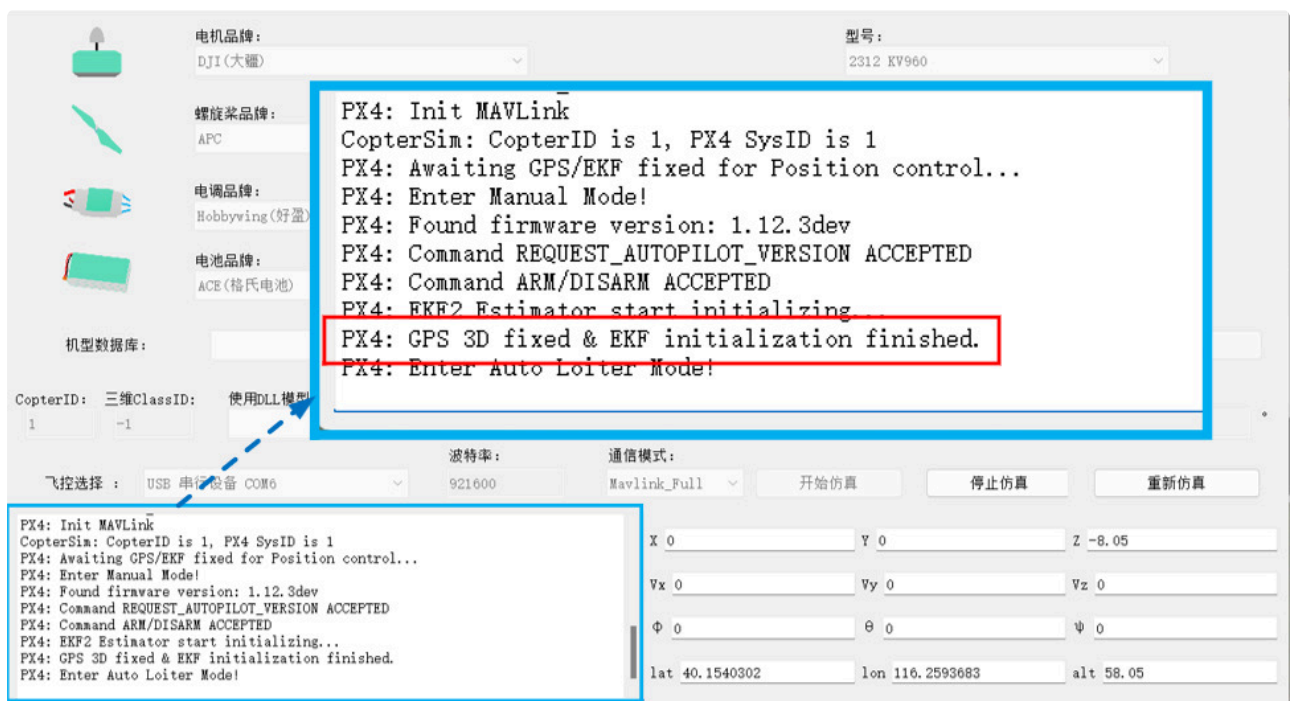 电机品牌：
型号：
DJI(大疆)
2312 KV960
螺旋桨品牌：
APC
电调品牌：
Hobbywing(好盈)
电池品牌：
ACE(格氏电池)
机型数据库：
PX4: Init MAVLink
CopterSim: CopterID is 1, PX4 SysID is 1
PX4: Awaiting GPS/EKF fixed for Position control...
PX4: Enter Manual Mode!
PX4: Found firmware version: 1.12.3dev
PX4: Command REQUEST_AUTOPILOT_VERSION ACCEPTED
PX4: Command ARM/DISARM ACCEPTED
PX4: EKF2 Estimator start initializing...
PX4: GPS 3D fixed & EKF initialization finished.
PX4: Enter Auto Loiter Mode!
CopterID： 三维ClassID： 使用DLL模型
1 -1 °
波特率： 通信模式：
飞控选择 ： USB 串行设备 COM6 921600 Mavlink_Full 开始仿真 停止仿真 重新仿真
PX4: Init MAVLink
CopterSim: CopterID is 1, PX4 SysID is 1
PX4: Awaiting GPS/EKF fixed for Position control...
PX4: Enter Manual Mode!
PX4: Found firmware version: 1.12.3dev
PX4: Command REQUEST_AUTOPILOT_VERSION ACCEPTED
PX4: Command ARM/DISARM ACCEPTED
PX4: EKF2 Estimator start initializing...
PX4: GPS 3D fixed & EKF initialization finished.
PX4: Enter Auto Loiter Mode!
X 0 Y 0 Z -8.05
Vx 0 Vy 0 Vz 0
Φ 0 θ 0 ψ 0
lat 40.1540302 lon 116.2593683 alt 58.05